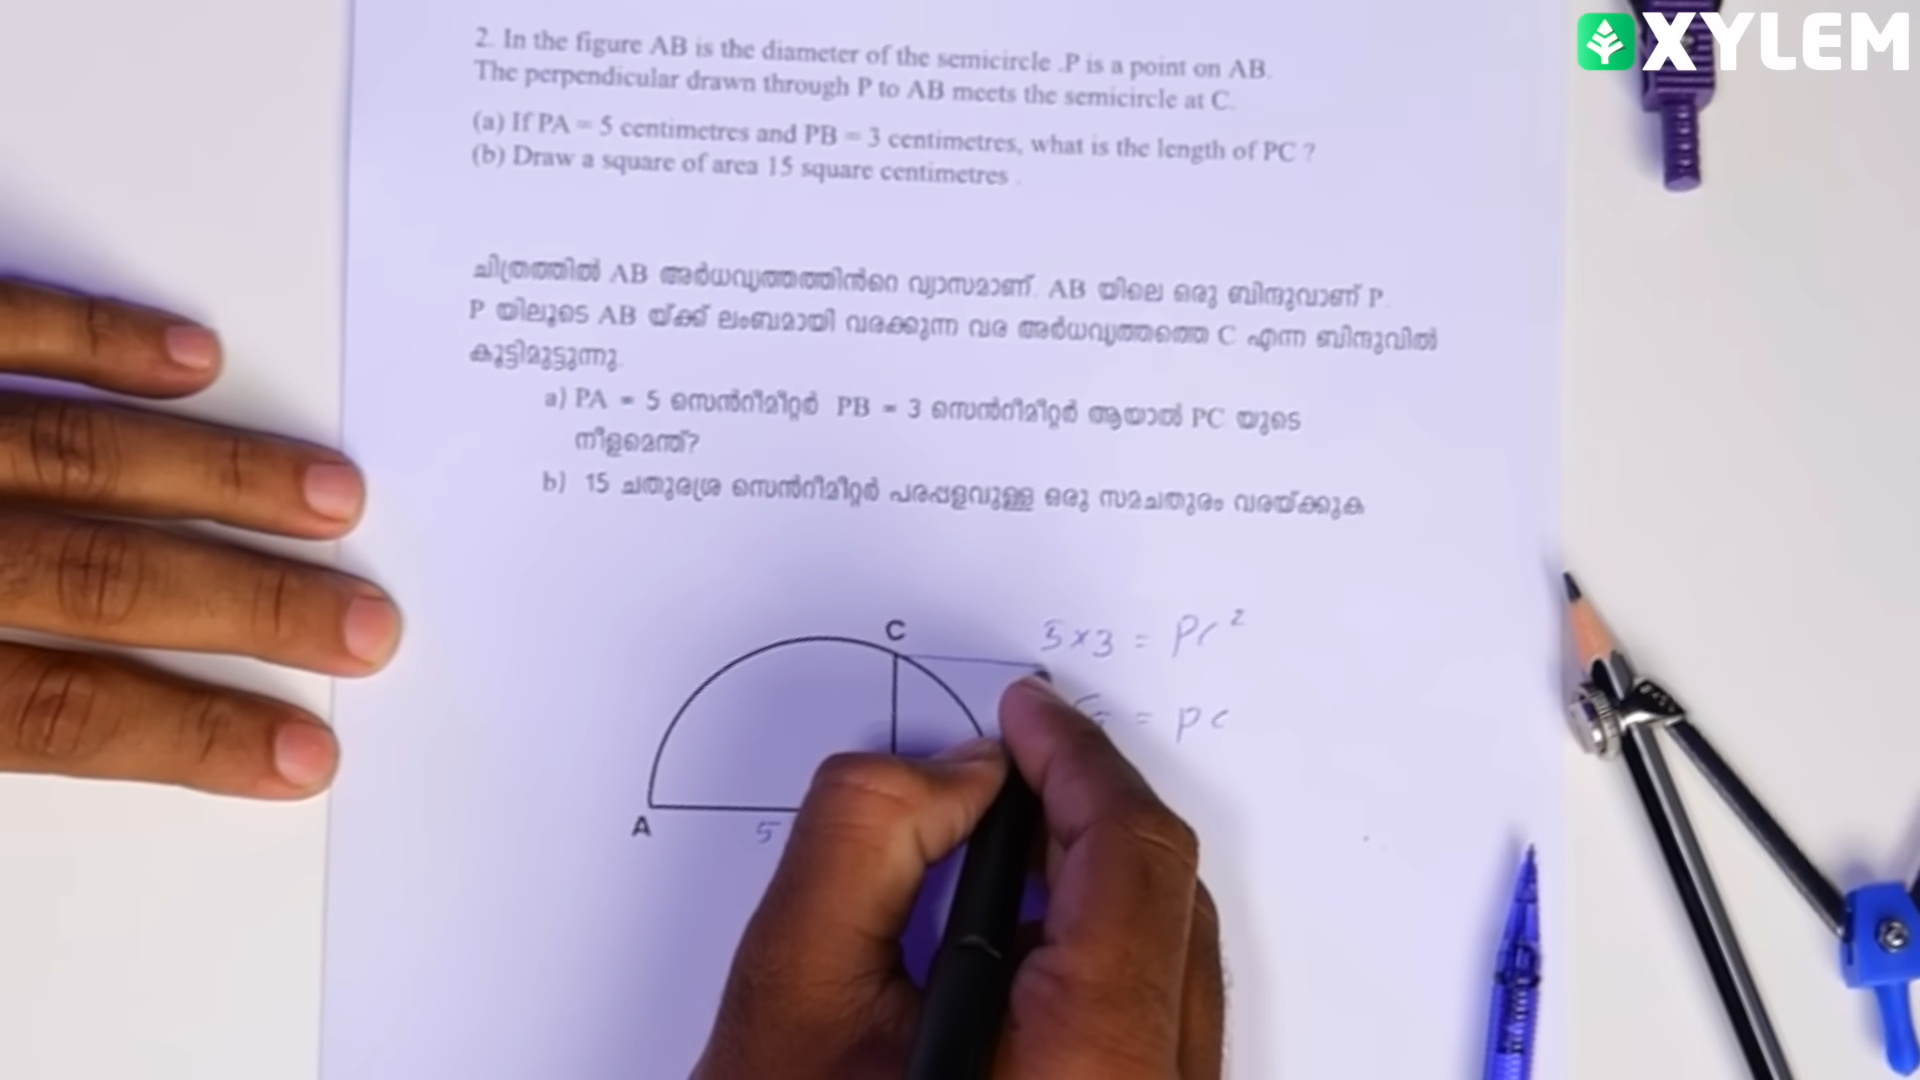 XYLEM
2. In the figure AB is the diameter of the semicircle .P is a point on AB.
The perpendicular drawn through P to AB meets the semicircle at C.
(a) If PA = 5 centimetres and PB = 3 centimetres, what is the length of PC ?
(b) Draw a square of area 15 square centimetres .
ചിത്രത്തിൽ AB അർധവൃത്തത്തിൻറെ വ്യാസമാണ്. AB യിലെ ഒരു ബിന്ദുവാണ് P.
P യിലൂടെ AB യ്ക്ക് ലംബമായി വരക്കുന്ന വര അർധവൃത്തത്തെ C എന്ന ബിന്ദുവിൽ
കൂട്ടിമുട്ടുന്നു.
a) PA = 5 സെൻറീമീറ്റർ PB = 3 സെൻറീമീറ്റർ ആയാൽ PC യുടെ
നീളമെന്ത്?
b) 15 ചതുരശ്ര സെൻറീമീറ്റർ പരപ്പളവുള്ള ഒരു സമചതുരം വരയ്ക്കുക
C
5 × 3 = PC²
= PC
A
5